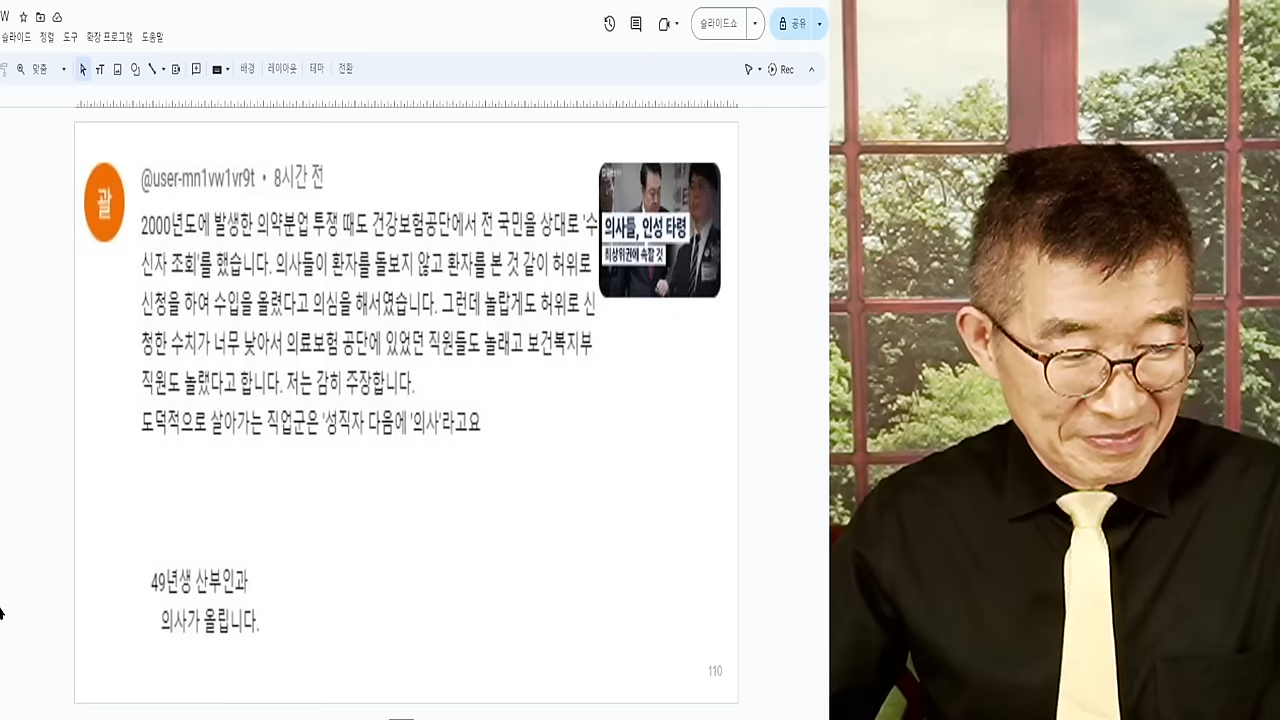 슬라이드 정렬 도구 확장 프로그램 도움말
슬라이드쇼
공유
맞춤
배경 레이아웃 테마 전환
Rec
괄
@user-mn1vw1vr9t • 8시간 전
2000년도에 발생한 의약분업 투쟁 때도 건강보험공단에서 전 국민을 상대로 '수
신자 조회'를 했습니다. 의사들이 환자를 돌보지 않고 환자를 본 것 같이 허위로
신청을 하여 수입을 올렸다고 의심을 해서였습니다. 그런데 놀랍게도 허위로 신
청한 수치가 너무 낮아서 의료보험 공단에 있었던 직원들도 놀래고 보건복지부
직원도 놀랬다고 합니다. 저는 감히 주장합니다.
도덕적으로 살아가는 직업군은 '성직자 다음에 '의사'라고요
의사들, 인성 타령
최상위권에 속할 것
49년생 산부인과
의사가 올립니다.
110